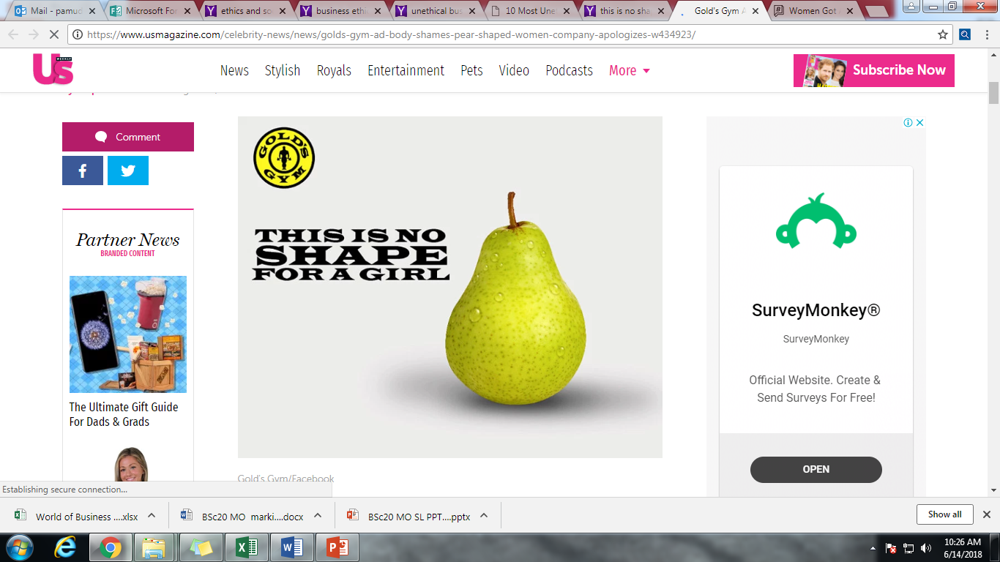 Mail - pamud
Microsoft For
ethics and so
business ethi
unethical bus
10 Most Unet
this is no sha
Gold's Gym A
Women Got A
https://www.usmagazine.com/celebrity-news/news/golds-gym-ad-body-shames-pear-shaped-women-company-apologizes-w434923/
Us
WEEKLY
News Stylish Royals Entertainment Pets Video Podcasts More
Subscribe Now
Comment
Partner News
BRANDED CONTENT
The Ultimate Gift Guide
For Dads & Grads
GOLD'S
GYM
THIS IS NO
SHAPE
FOR A GIRL
Gold's Gym/Facebook
SurveyMonkey®
SurveyMonkey
Official Website. Create &
Send Surveys For Free!
OPEN
Establishing secure connection...
World of Business ....xlsx
BSc20 MO marki....docx
BSc20 MO SL PPT....pptx
Show all
10:26 AM
6/14/2018